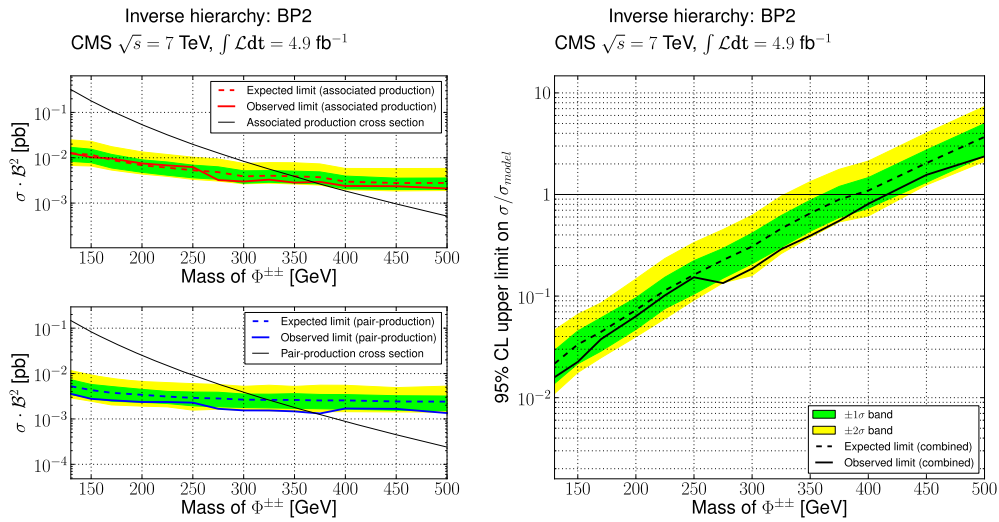 Inverse hierarchy: BP2
CMS √s = 7 TeV, ∫ ℒdt = 4.9 fb⁻¹
Expected limit (associated production)
Observed limit (associated production)
Associated production cross section
10⁻¹
10⁻²
10⁻³
σ · ℬ² [pb]
150 200 250 300 350 400 450 500
Mass of Φ±± [GeV]
Expected limit (pair-production)
Observed limit (pair-production)
Pair-production cross section
10⁻¹
10⁻²
10⁻³
10⁻⁴
σ · ℬ² [pb]
150 200 250 300 350 400 450 500
Mass of Φ±± [GeV]
Inverse hierarchy: BP2
CMS √s = 7 TeV, ∫ ℒdt = 4.9 fb⁻¹
10
1
10⁻¹
10⁻²
95% CL upper limit on σ/σmodel
±1σ band
±2σ band
Expected limit (combined)
Observed limit (combined)
150 200 250 300 350 400 450 500
Mass of Φ±± [GeV]